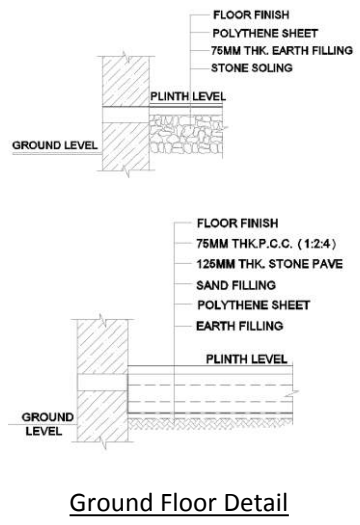 FLOOR FINISH
POLYTHENE SHEET
75MM THK. EARTH FILLING
STONE SOLING
PLINTH LEVEL
GROUND LEVEL
FLOOR FINISH
75MM THK.P.C.C. (1:2:4)
125MM THK. STONE PAVE
SAND FILLING
POLYTHENE SHEET
EARTH FILLING
PLINTH LEVEL
GROUND
LEVEL
Ground Floor Detail